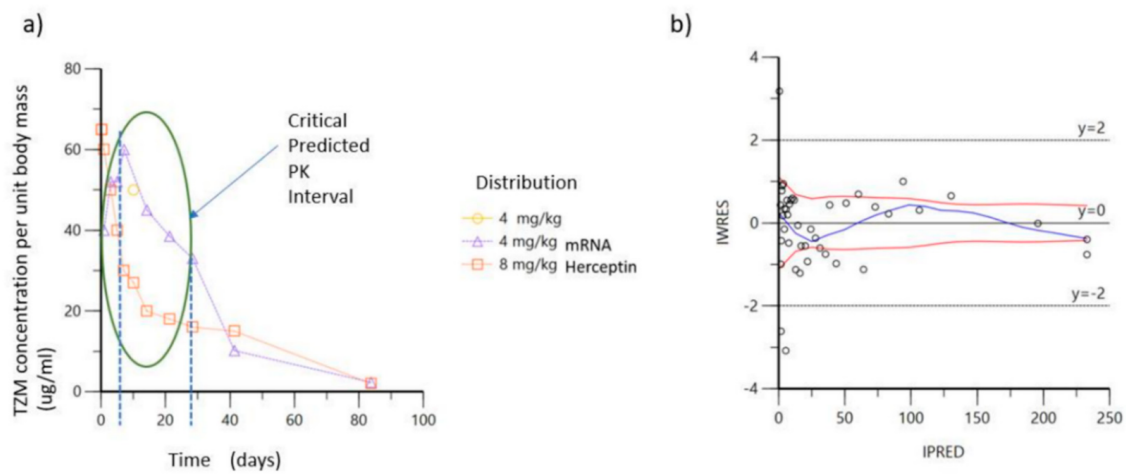 a)
80
60
40
20
0
0
20
40
60
80
100
TZM concentration per unit body mass
(ug/ml)
Time (days)
Critical
Predicted
PK
Interval
Distribution
4 mg/kg
4 mg/kg mRNA
8 mg/kg Herceptin
b)
4
2
0
-2
-4
y=2
y=0
y=-2
IWRES
0
50
100
150
200
250
IPRED